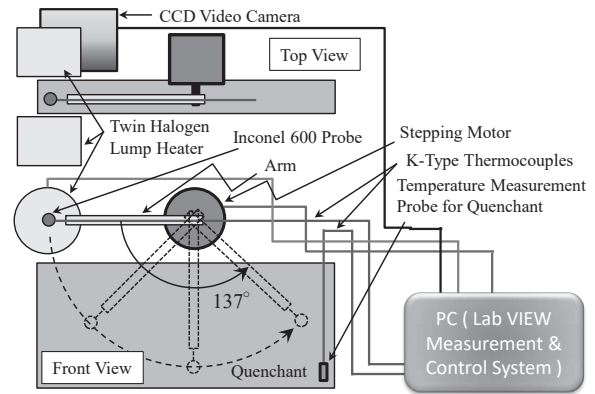 CCD Video Camera
Top View
Twin Halogen
Lump Heater
Inconel 600 Probe
Arm
Stepping Motor
K-Type Thermocouples
Temperature Measurement
Probe for Quenchant
137°
Front View
Quenchant
PC ( Lab VIEW
Measurement &
Control System )